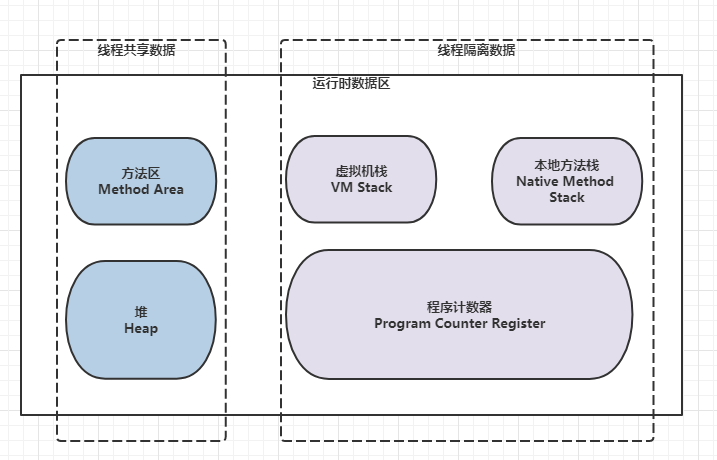 线程共享数据
线程隔离数据
运行时数据区
方法区
Method Area
虚拟机栈
VM Stack
本地方法栈
Native Method
Stack
堆
Heap
程序计数器
Program Counter Register